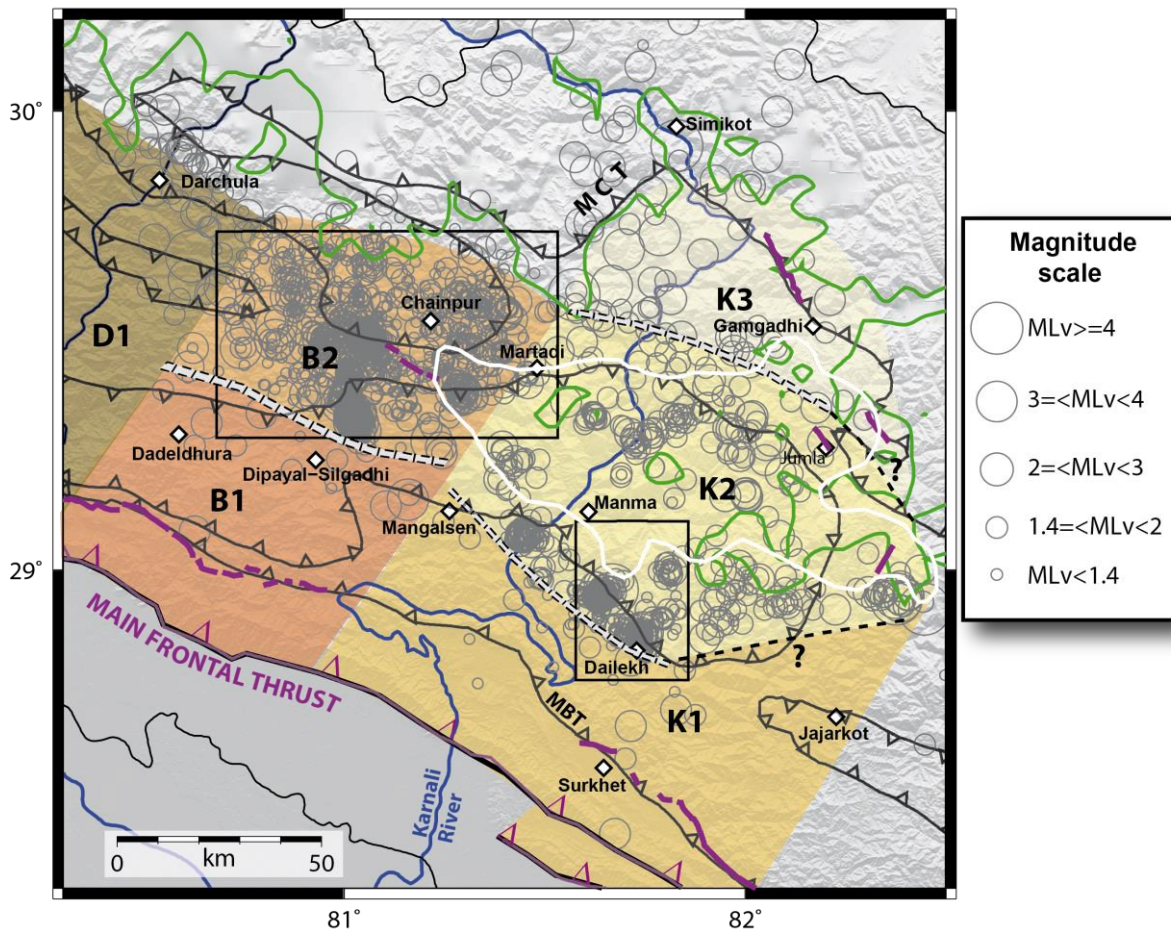 30°
Simikot
Darchula
MCT
Magnitude
scale
MLv>=4
3=<MLv<4
2=<MLv<3
1.4=<MLv<2
MLv<1.4
K3
Chainpur
Gamgadhi
D1
B2
Martadi
Dadeldhura
Jumla
Dipayal-Silgadhi
?
B1
K2
Manma
Mangalsen
29°
MAIN FRONTAL THRUST
Dailekh
?
MBT
K1
Jajarkot
Surkhet
Karnali
River
0 km 50
81°
82°